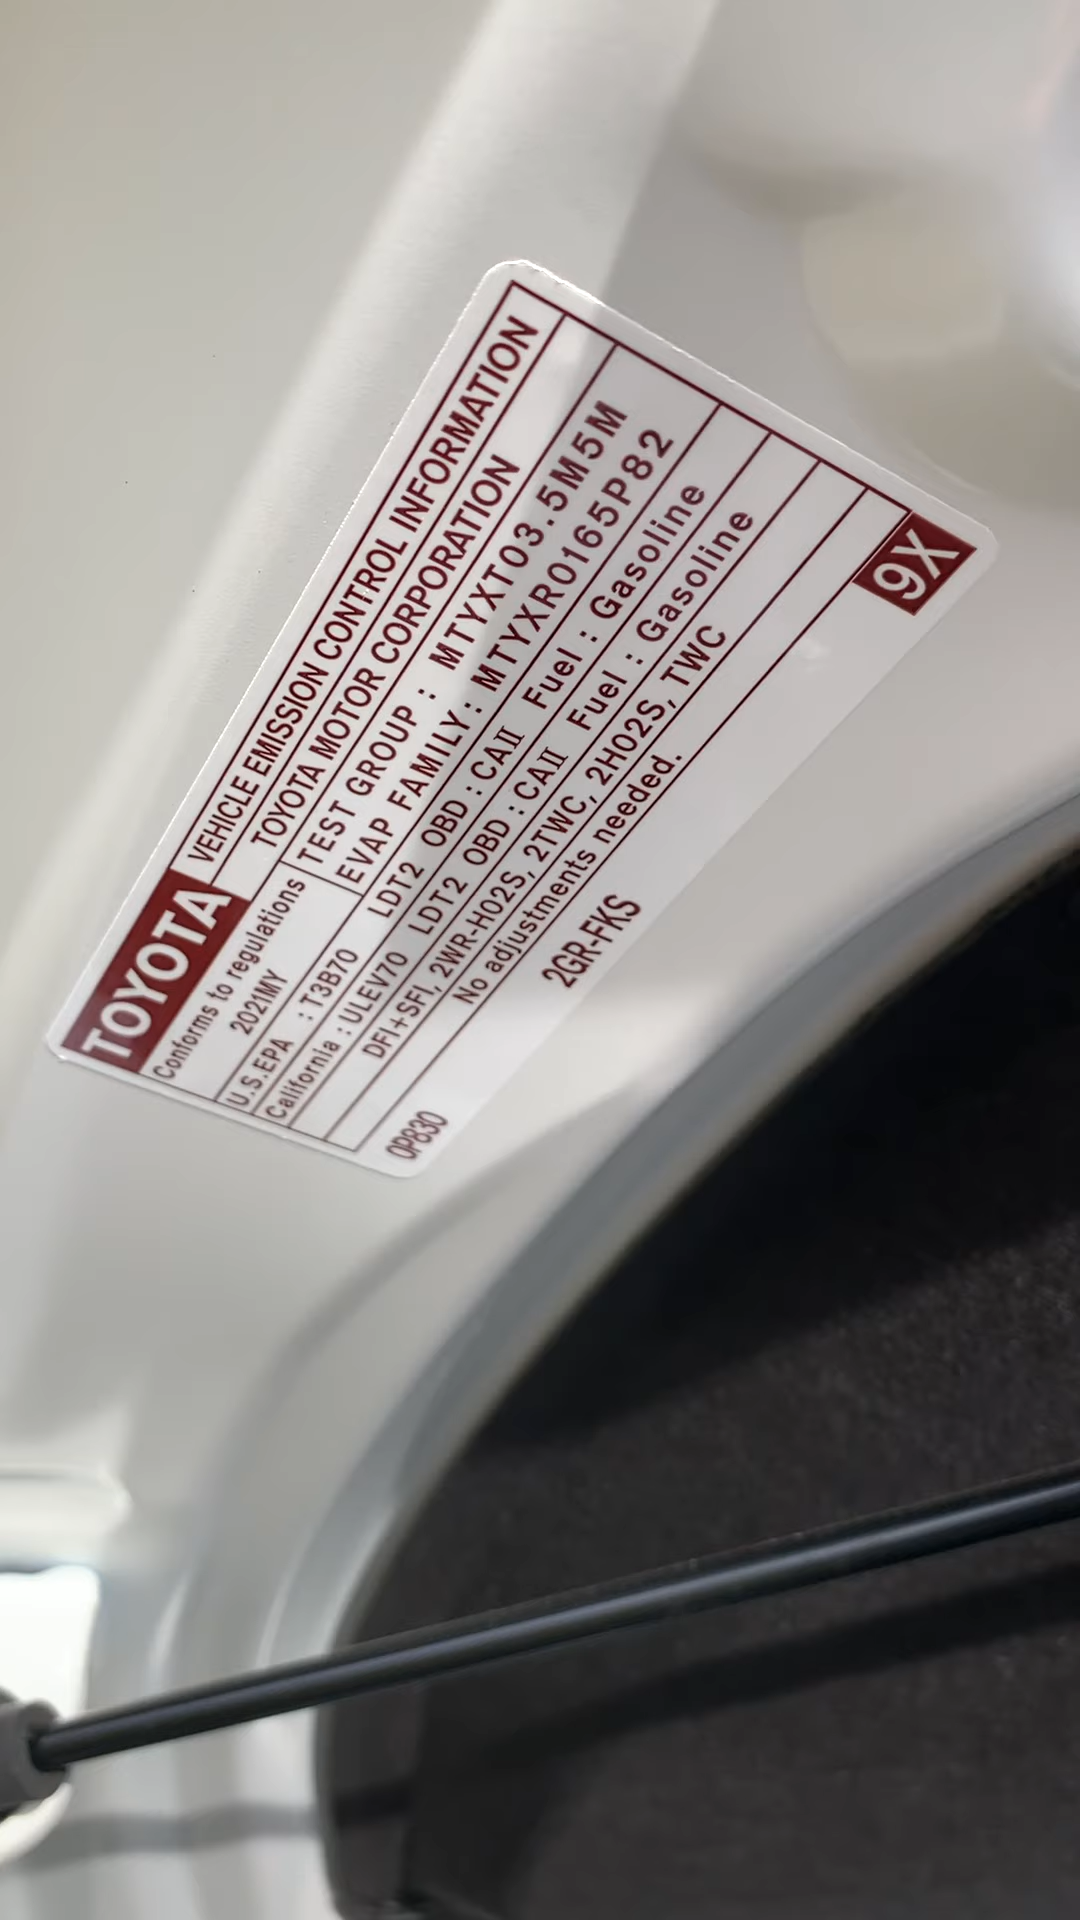 TOYOTA VEHICLE EMISSION CONTROL INFORMATION
TOYOTA MOTOR CORPORATION
Conforms to regulations
2021MY
TEST GROUP : MTYXT03.5M5M
EVAP FAMILY: MTYXR0165P82
U.S.EPA : T3B70 LDT2 OBD : CAII Fuel : Gasoline
California : ULEV70 LDT2 OBD : CAII Fuel : Gasoline
DFI+SFI, 2WR-HO2S, 2TWC, 2HO2S, TWC
No adjustments needed.
2GR-FKS
9X
0P830